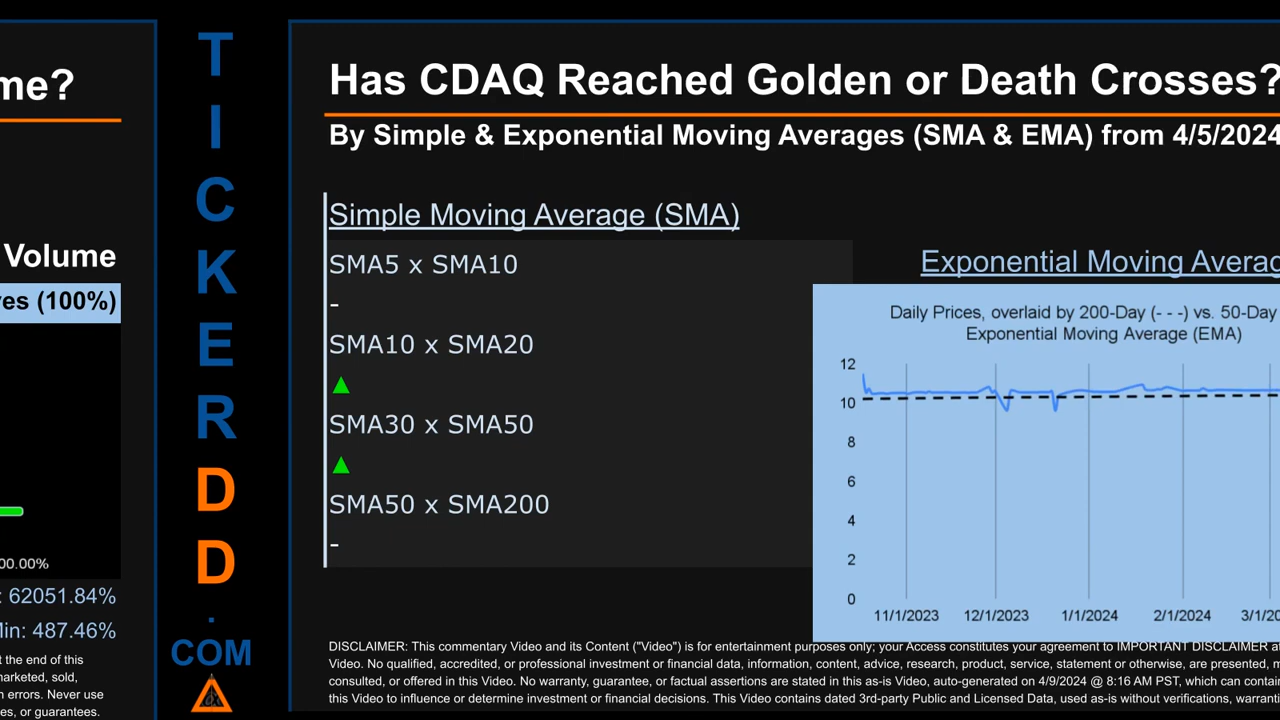 me?
Volume
es (100%)
00.00%
: 62051.84%
in: 487.46%
t the end of this
arketed, sold,
n errors. Never use
es, or guarantees.
T
I
C
K
E
R
D
D
.
COM
Has CDAQ Reached Golden or Death Crosses?
By Simple & Exponential Moving Averages (SMA & EMA) from 4/5/2024
Simple Moving Average (SMA)
SMA5 x SMA10
-
SMA10 x SMA20
▲
SMA30 x SMA50
▲
SMA50 x SMA200
-
Exponential Moving Averag
Daily Prices, overlaid by 200-Day (- - -) vs. 50-Day
Exponential Moving Average (EMA)
12
10
8
6
4
2
0
11/1/2023 12/1/2023 1/1/2024 2/1/2024 3/1/20
DISCLAIMER: This commentary Video and its Content ("Video") is for entertainment purposes only; your Access constitutes your agreement to IMPORTANT DISCLAIMER a
Video. No qualified, accredited, or professional investment or financial data, information, content, advice, research, product, service, statement or otherwise, are presented, m
consulted, or offered in this Video. No warranty, guarantee, or factual assertions are stated in this as-is Video, auto-generated on 4/9/2024 @ 8:16 AM PST, which can contain
this Video to influence or determine investment or financial decisions. This Video contains dated 3rd-party Public and Licensed Data, used as-is without verifications, warrant